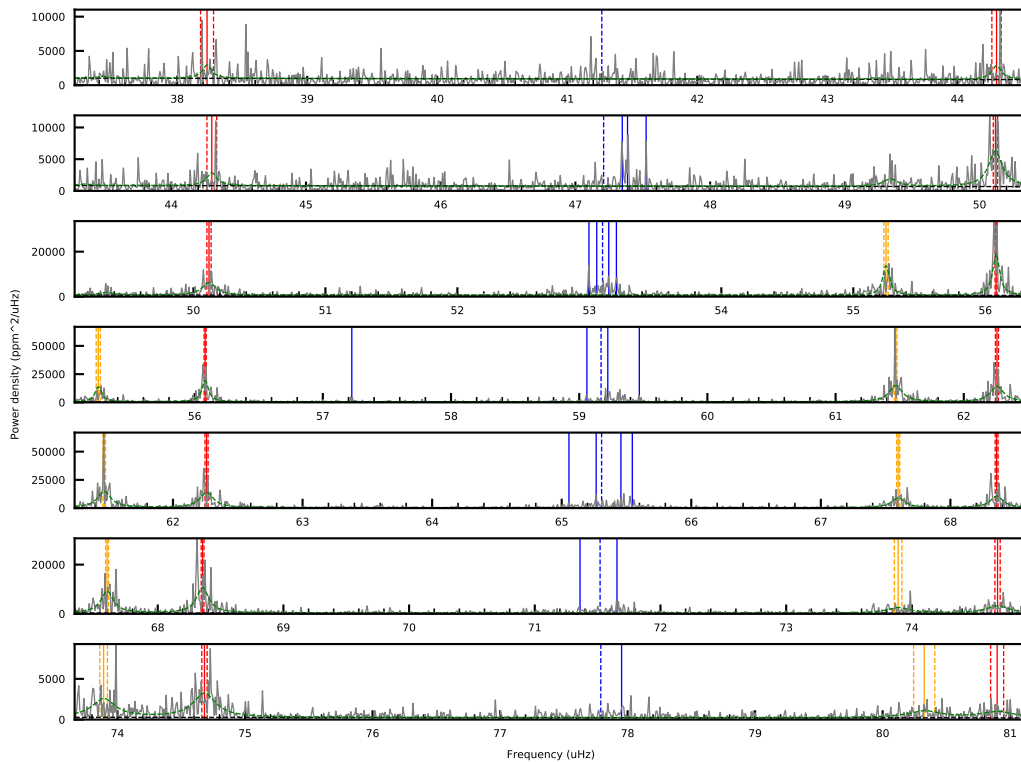 10000
5000
0
38 39 40 41 42 43 44
10000
5000
0
44 45 46 47 48 49 50
20000
0
50 51 52 53 54 55 56
50000
25000
0
56 57 58 59 60 61 62
50000
25000
0
62 63 64 65 66 67 68
20000
0
68 69 70 71 72 73 74
5000
0
74 75 76 77 78 79 80 81
Power density (ppm^2/uHz)
Frequency (uHz)